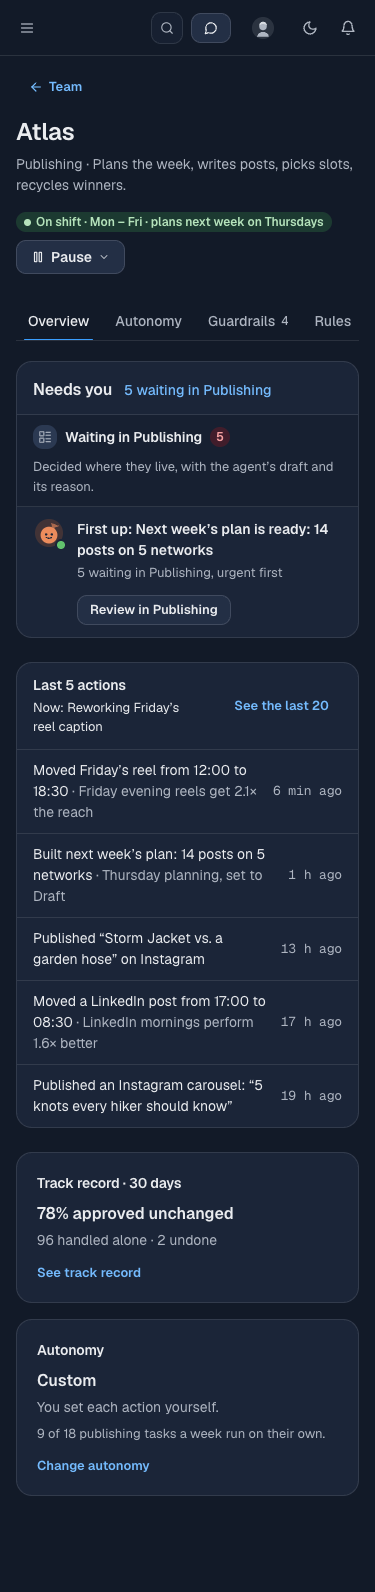 Team
Atlas
Publishing · Plans the week, writes posts, picks slots,
recycles winners.
On shift · Mon – Fri · plans next week on Thursdays
Pause
Overview Autonomy Guardrails 4 Rules
Needs you 5 waiting in Publishing
Waiting in Publishing 5
Decided where they live, with the agent’s draft and
its reason.
First up: Next week’s plan is ready: 14
posts on 5 networks
5 waiting in Publishing, urgent first
Review in Publishing
Last 5 actions
Now: Reworking Friday’s
reel caption
See the last 20
Moved Friday’s reel from 12:00 to
18:30 · Friday evening reels get 2.1×
the reach
6 min ago
Built next week’s plan: 14 posts on 5
networks · Thursday planning, set to
Draft
1 h ago
Published “Storm Jacket vs. a
garden hose” on Instagram
13 h ago
Moved a LinkedIn post from 17:00 to
08:30 · LinkedIn mornings perform
1.6× better
17 h ago
Published an Instagram carousel: “5
knots every hiker should know”
19 h ago
Track record · 30 days
78% approved unchanged
96 handled alone · 2 undone
See track record
Autonomy
Custom
You set each action yourself.
9 of 18 publishing tasks a week run on their own.
Change autonomy